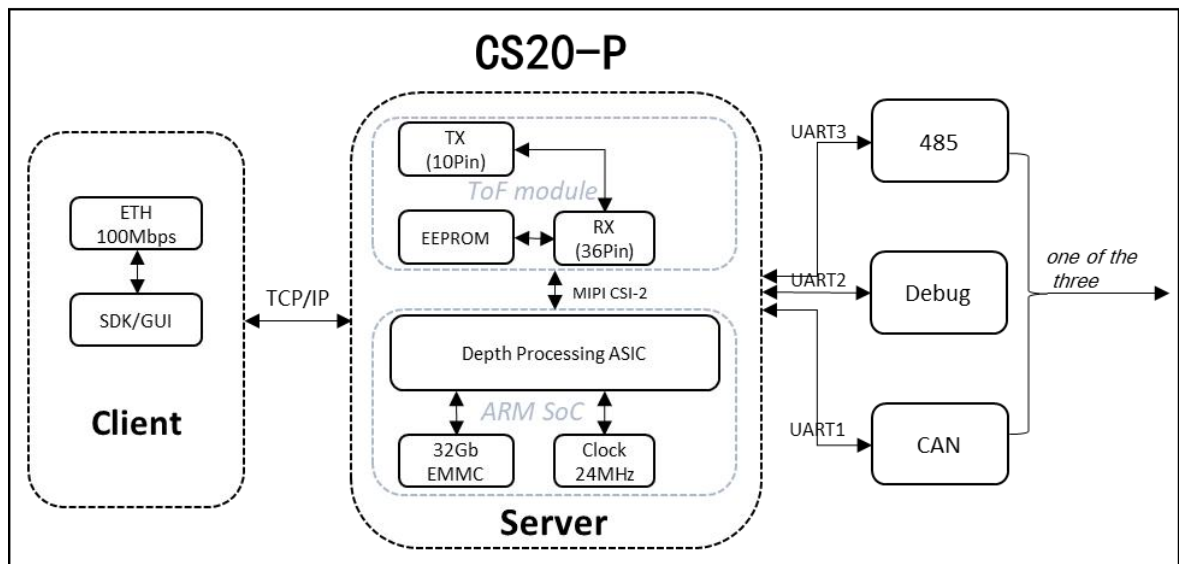 CS20-P
ETH
100Mbps
SDK/GUI
Client
TCP/IP
TX
(10Pin)
ToF module
EEPROM
RX
(36Pin)
MIPI CSI-2
Depth Processing ASIC
ARM SoC
32Gb
EMMC
Clock
24MHz
Server
UART3
485
UART2
Debug
UART1
CAN
one of the
three